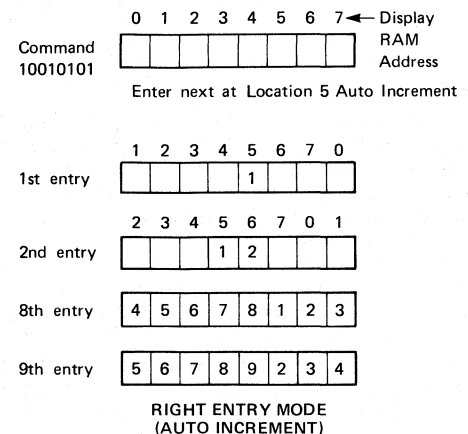 0 1 2 3 4 5 6 7 Display
RAM
Address
Command
10010101
Enter next at Location 5 Auto Increment
1 2 3 4 5 6 7 0
1st entry 1
2 3 4 5 6 7 0 1
2nd entry 1 2
8th entry 4 5 6 7 8 1 2 3
9th entry 5 6 7 8 9 2 3 4
RIGHT ENTRY MODE
(AUTO INCREMENT)